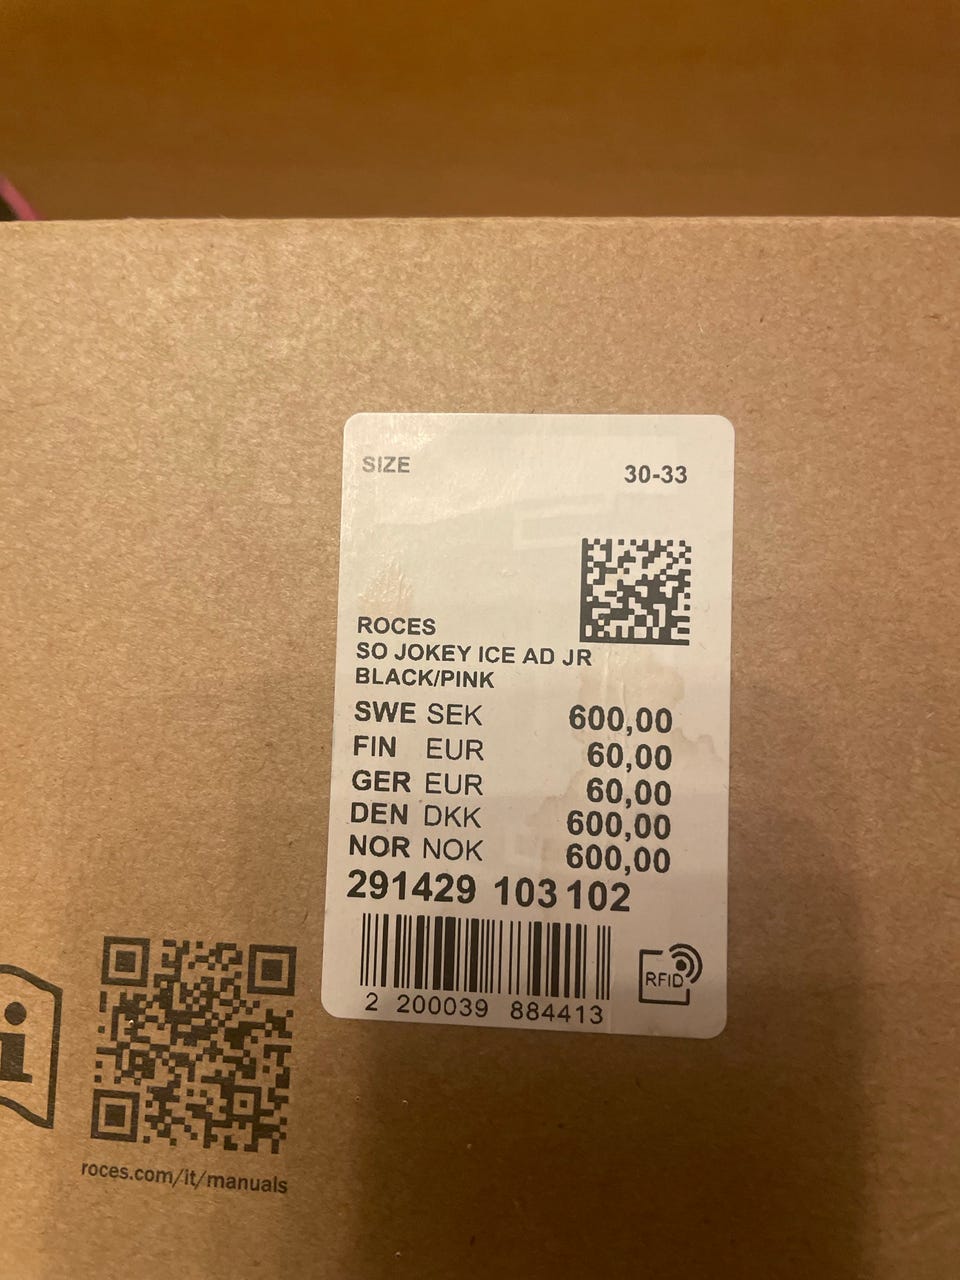 SIZE 30-33
ROCES
SO JOKEY ICE AD JR
BLACK/PINK
SWE SEK 600,00
FIN EUR 60,00
GER EUR 60,00
DEN DKK 600,00
NOR NOK 600,00
291429 103 102
2 200039 884413
RFID
i
roces.com/it/manuals